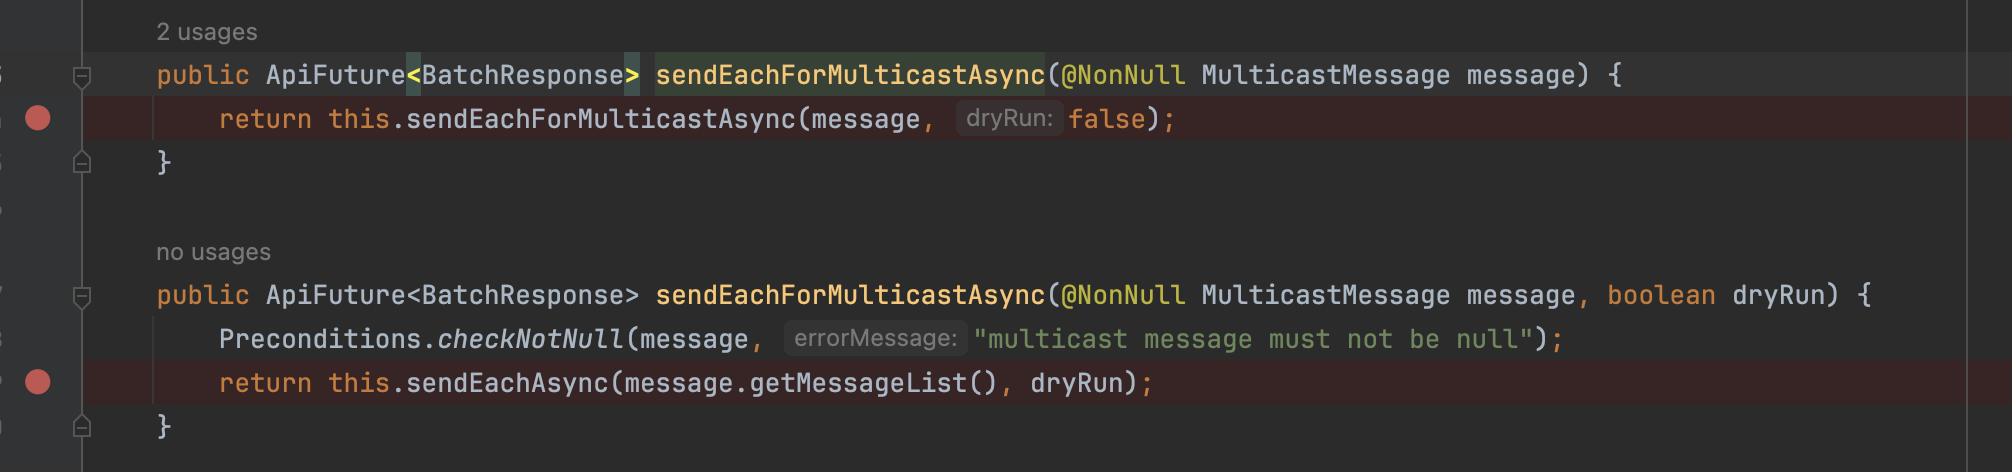 2 usages
public ApiFuture<BatchResponse> sendEachForMulticastAsync(@NonNull MulticastMessage message) {
return this.sendEachForMulticastAsync(message, dryRun: false);
}
no usages
public ApiFuture<BatchResponse> sendEachForMulticastAsync(@NonNull MulticastMessage message, boolean dryRun) {
Preconditions.checkNotNull(message, errorMessage: "multicast message must not be null");
return this.sendEachAsync(message.getMessageList(), dryRun);
}